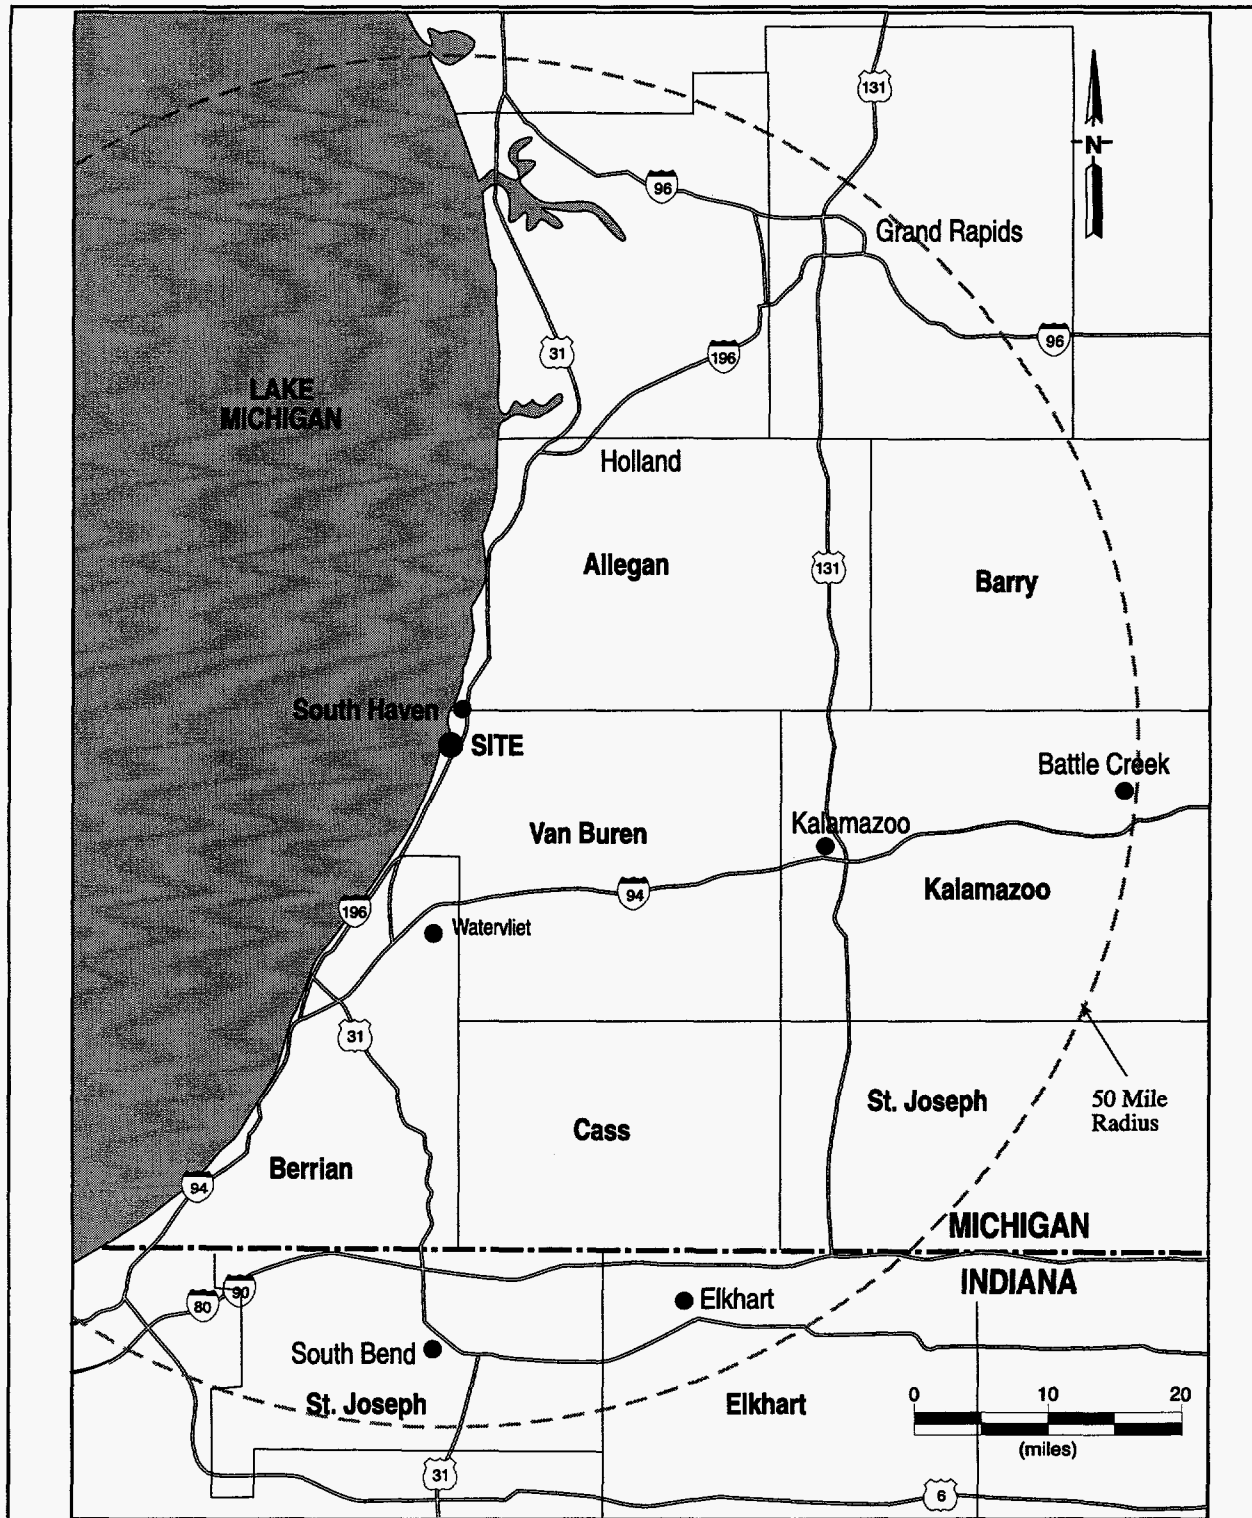 131
N
96
Grand Rapids
31
196
96
LAKE
MICHIGAN
Holland
Allegan
131
Barry
South Haven
SITE
Battle Creek
Kalamazoo
Van Buren
Kalamazoo
94
196
Watervliet
31
50 Mile
Radius
St. Joseph
Cass
Berrian
94
MICHIGAN
INDIANA
90
80
Elkhart
South Bend
St. Joseph
Elkhart
0 10 20
(miles)
31
6